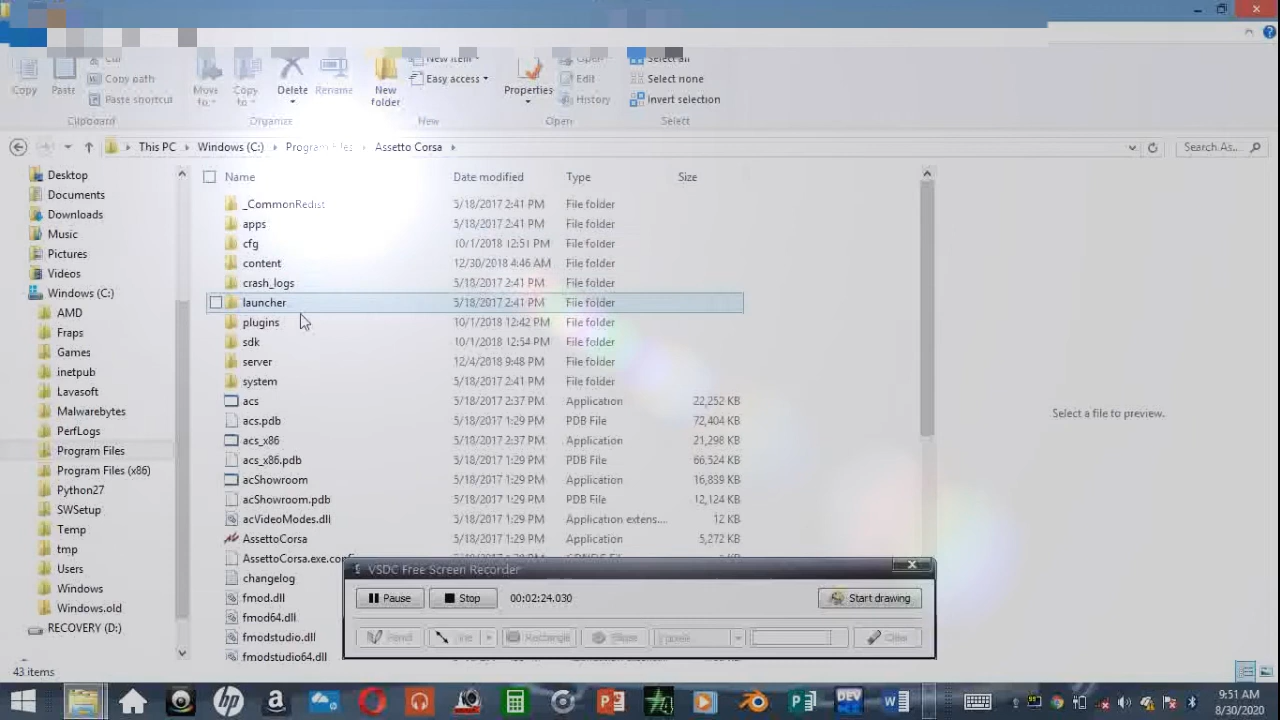 Copy path
Paste shortcut
Copy
Paste
Move to
Copy to
Delete
Rename
New folder
Easy access
Properties
Open
Edit
History
Select all
Select none
Invert selection
Clipboard
Organize
New
Open
Select
This PC
Windows (C:)
Program Files
Assetto Corsa
Search As...
Name Date modified Type Size
Desktop
Documents
Downloads
Music
Pictures
Videos
Windows (C:)
AMD
Fraps
Games
inetpub
Lavasoft
Malwarebytes
PerfLogs
Program Files
Program Files (x86)
Python27
SWSetup
Temp
tmp
Users
Windows
Windows.old
RECOVERY (D:)
_CommonRedist 5/18/2017 2:41 PM File folder
apps 5/18/2017 2:41 PM File folder
cfg 10/1/2018 12:51 PM File folder
content 12/30/2018 4:46 AM File folder
crash_logs 5/18/2017 2:41 PM File folder
launcher 5/18/2017 2:41 PM File folder
plugins 10/1/2018 12:42 PM File folder
sdk 10/1/2018 12:54 PM File folder
server 12/4/2018 9:48 PM File folder
system 5/18/2017 2:41 PM File folder
acs 5/18/2017 2:37 PM Application 22,252 KB
acs.pdb 5/18/2017 1:29 PM PDB File 72,404 KB
acs_x86 5/18/2017 2:37 PM Application 21,298 KB
acs_x86.pdb 5/18/2017 1:29 PM PDB File 66,524 KB
acShowroom 5/18/2017 1:29 PM Application 16,839 KB
acShowroom.pdb 5/18/2017 1:29 PM PDB File 12,124 KB
acVideoModes.dll 5/18/2017 1:29 PM Application extens... 12 KB
AssettoCorsa 5/18/2017 1:29 PM Application 5,272 KB
AssettoCorsa.exe.conf
changelog
fmod.dll
fmod64.dll
fmodstudio.dll
fmodstudio64.dll
Select a file to preview.
VSDC Free Screen Recorder
Pause
Stop
00:02:24.030
Start drawing
Rectangle
43 items
hp
DEV
9:51 AM
8/30/2020